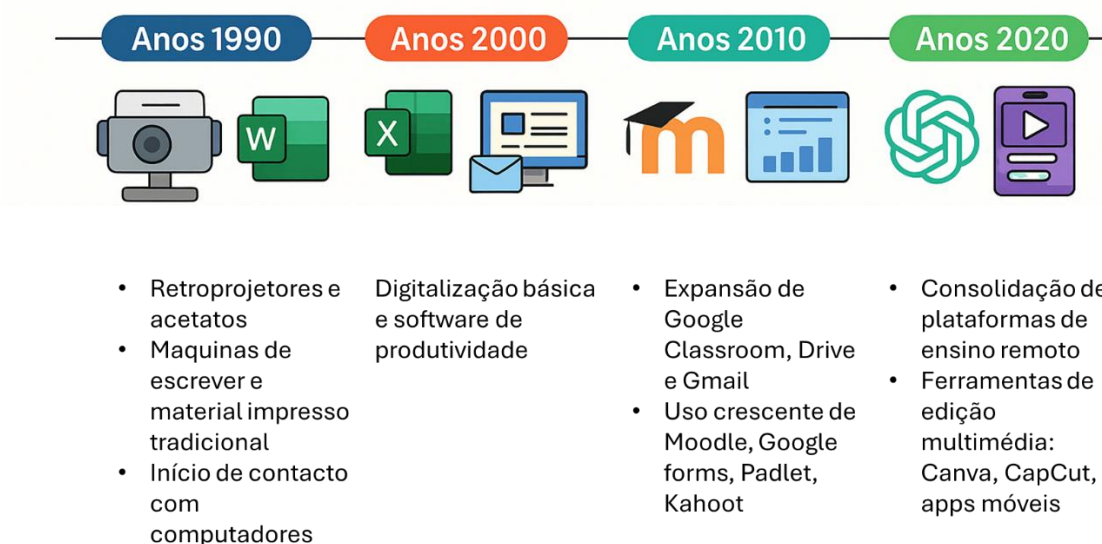 Anos 1990
Anos 2000
Anos 2010
Anos 2020
W
X
m
• Retroprojetores e
acetatos
• Maquinas de
escrever e
material impresso
tradicional
• Início de contacto
com
computadores
Digitalização básica
e software de
produtividade
• Expansão de
Google
Classroom, Drive
e Gmail
• Uso crescente de
Moodle, Google
forms, Padlet,
Kahoot
• Consolidação de
plataformas de
ensino remoto
• Ferramentas de
edição
multimédia:
Canva, CapCut,
apps móveis